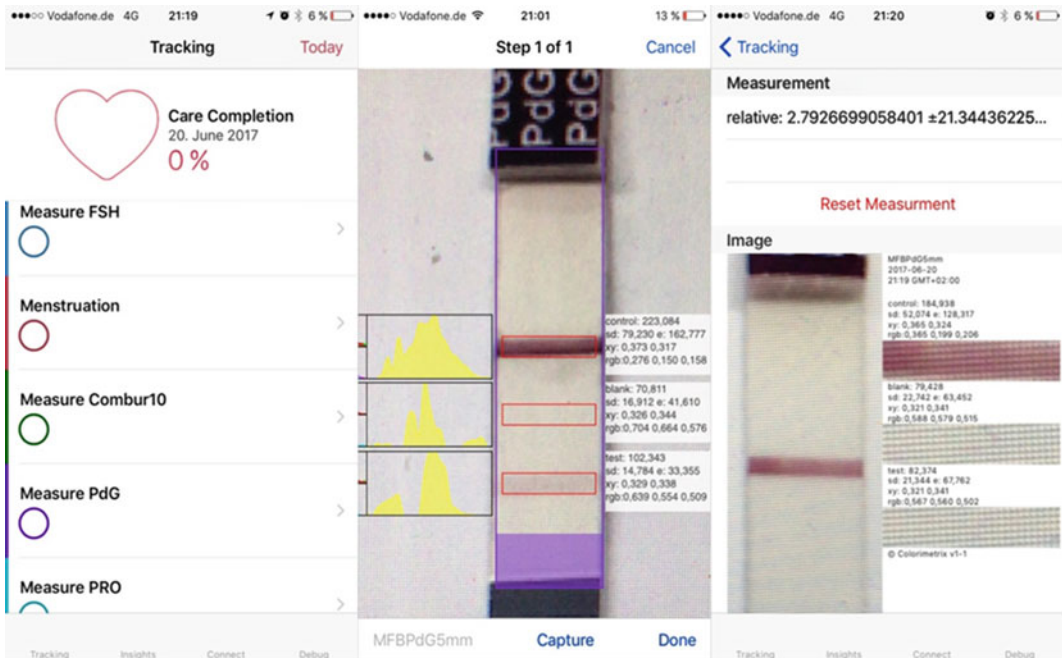 Vodafone.de 4G 21:19 6 %
Tracking Today
Care Completion
20. June 2017
0 %
Measure FSH
Menstruation
Measure Combur10
Measure PdG
Measure PRO
Tracking Insights Connect Debug
Vodafone.de 21:01 13 %
Step 1 of 1 Cancel
PdG
PdG
PdG
control: 223,084
sd: 79,230 e: 162,777
xy: 0,373 0,317
rgb:0,276 0,150 0,158
blank: 70,811
sd: 16,912 e: 41,610
xy: 0,326 0,344
rgb:0,704 0,664 0,576
test: 102,343
sd: 14,784 e: 33,355
xy: 0,329 0,338
rgb:0,639 0,554 0,509
MFBPdG5mm Capture Done
Vodafone.de 4G 21:20 6 %
Tracking
Measurement
relative: 2.7926699058401 ±21.34436225...
Reset Measurment
Image
MFBPdG5mm
2017-06-20
21:19 GMT+02:00
control: 184,938
sd: 52,074 e: 128,317
xy: 0,365 0,324
rgb:0,365 0,199 0,206
blank: 79,428
sd: 22,742 e: 63,452
xy: 0,321 0,341
rgb:0,588 0,579 0,515
test: 82,374
sd: 21,344 e: 67,762
xy: 0,321 0,341
rgb:0,567 0,560 0,502
© Colorimetrix v1-1
Tracking Insights Connect Debug